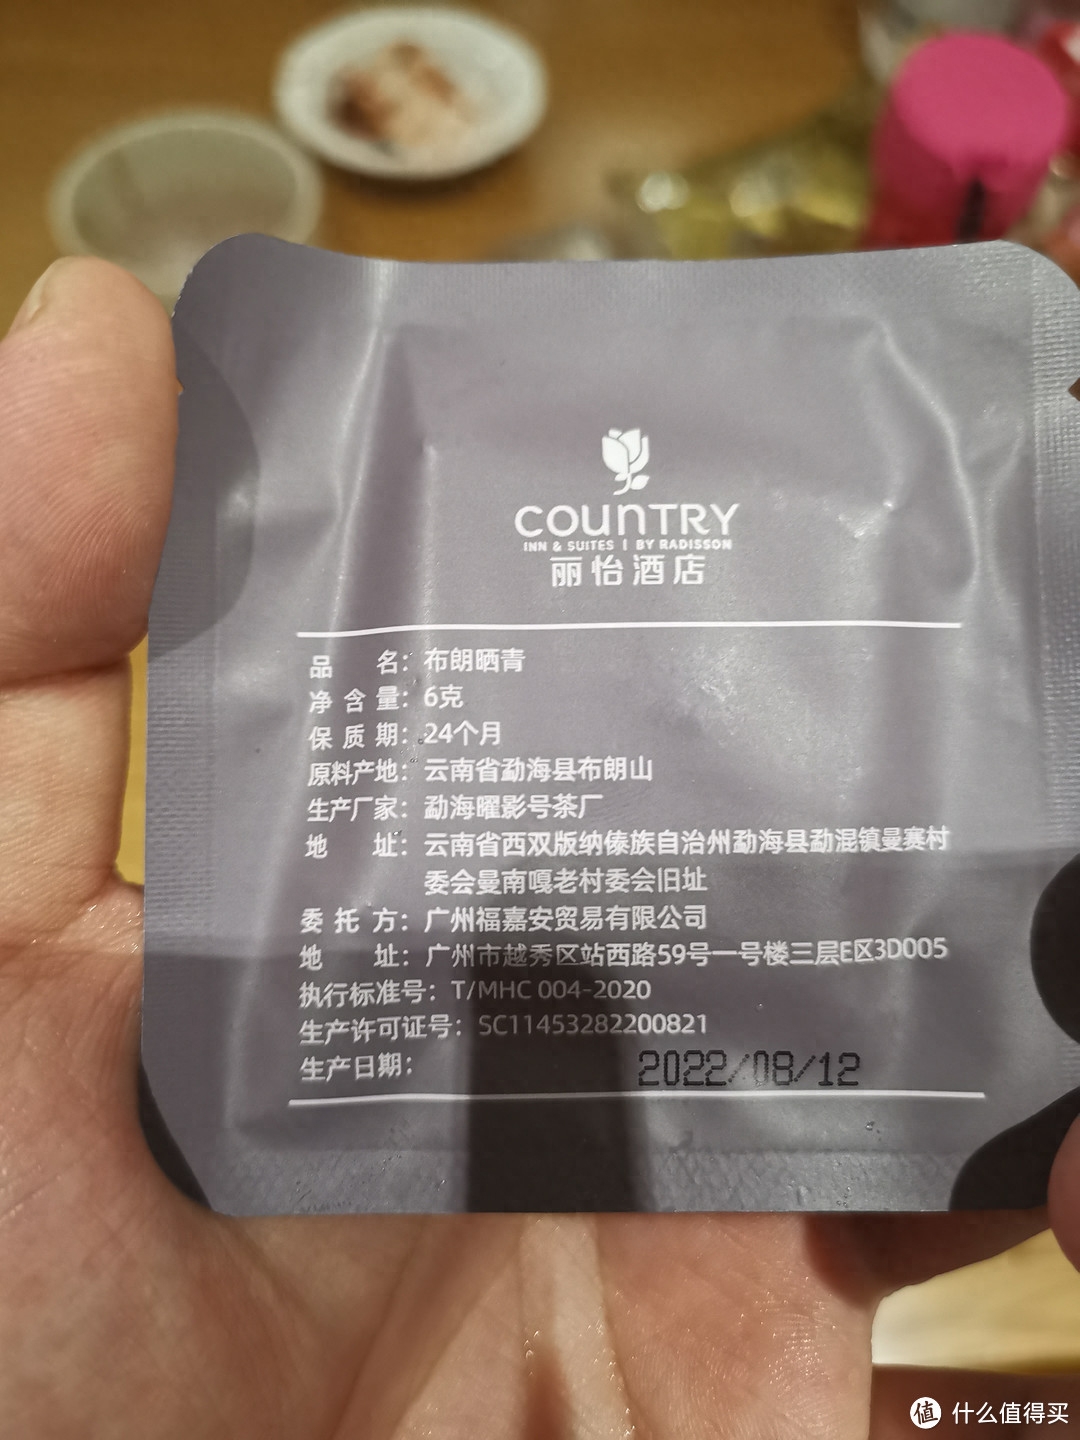 COUNTRY
INN & SUITES | BY RADISSON
丽怡酒店
品名：布朗晒青
净含量：6克
保质期：24个月
原料产地：云南省勐海县布朗山
生产厂家：勐海曜影号茶厂
地址：云南省西双版纳傣族自治州勐海县勐混镇曼赛村
委会曼南嘎老村委会旧址
委托方：广州福嘉安贸易有限公司
地址：广州市越秀区站西路59号一号楼三层E区3D005
执行标准号：T/MHC 004-2020
生产许可证号：SC11453282200821
生产日期：2022/08/12
值 什么值得买